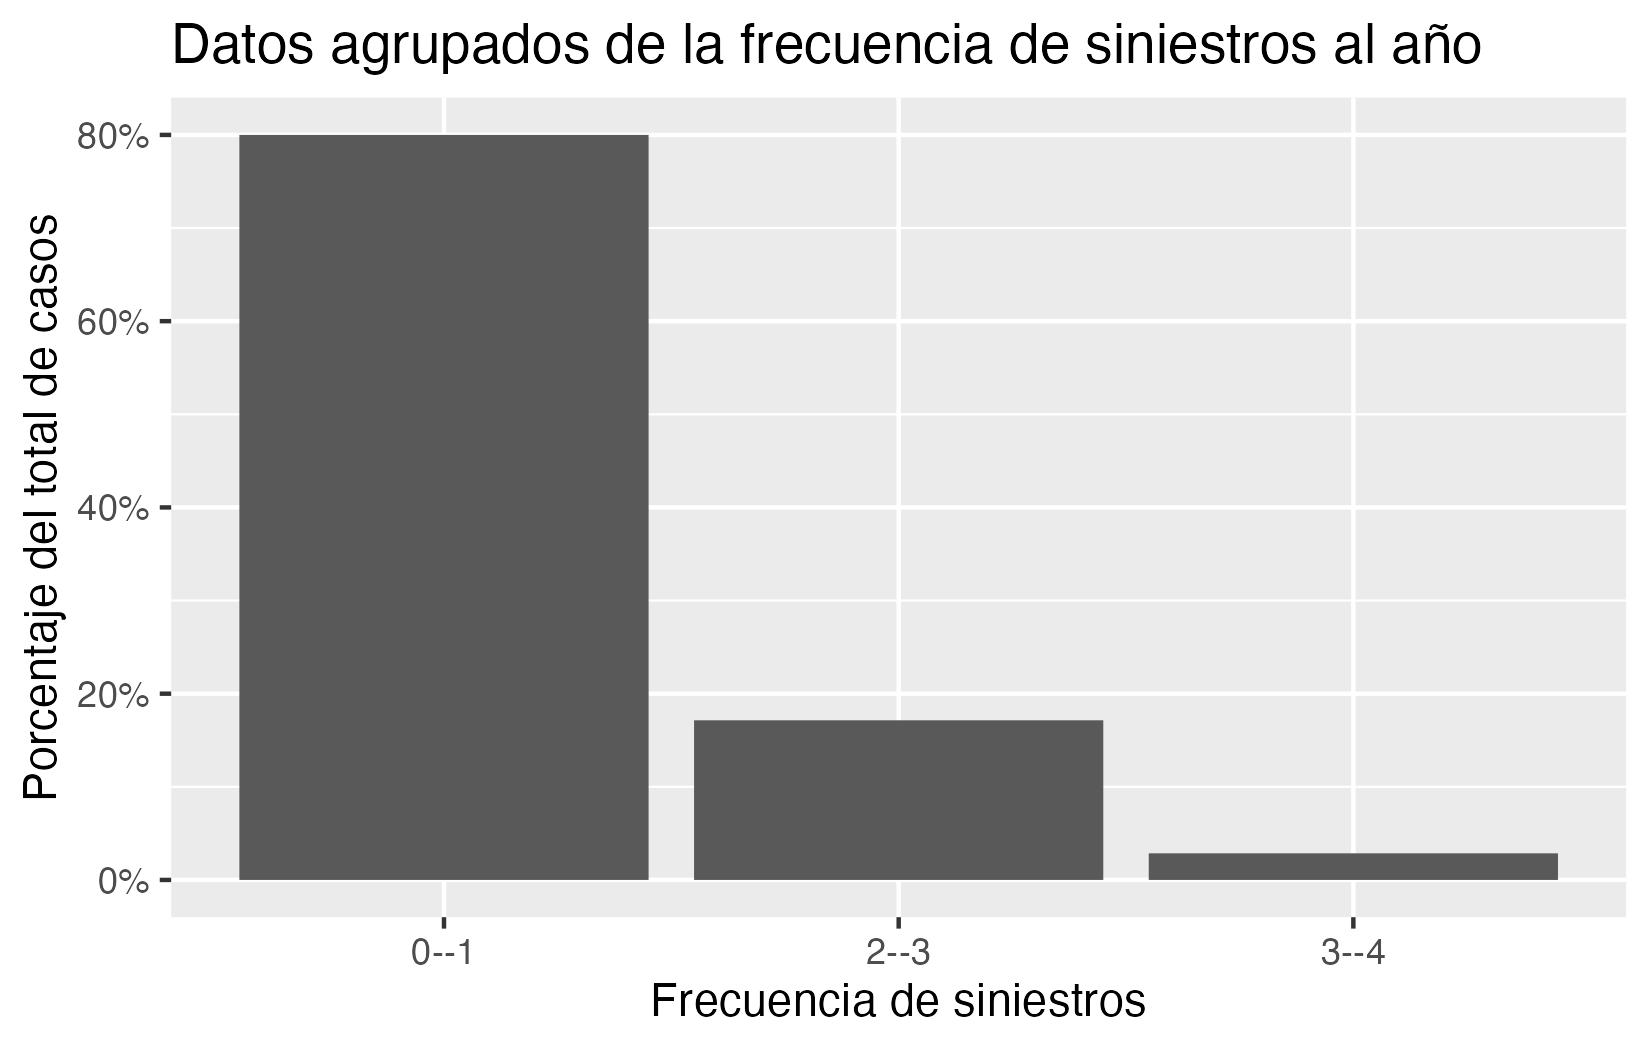 Datos agrupados de la frecuencia de siniestros al año
Porcentaje del total de casos
80%
60%
40%
20%
0%
0--1
2--3
3--4
Frecuencia de siniestros